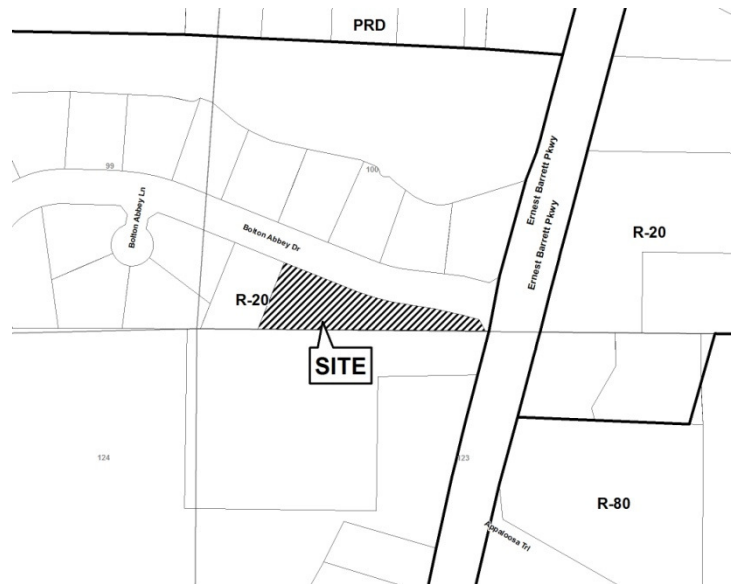 PRD
99
100
Bolton Abbey Ln
Bolton Abbey Dr
Ernest Barrett Pkwy
Ernest Barrett Pkwy
R-20
R-20
SITE
124
123
R-80
Appaloosa Trl